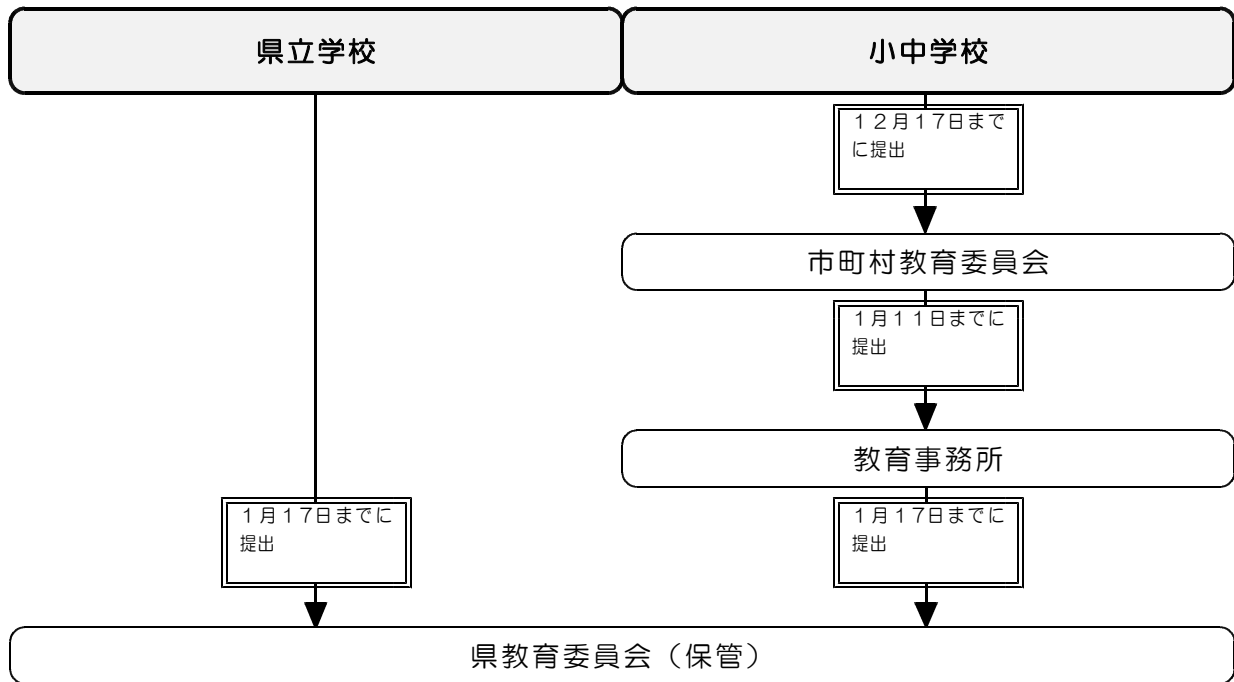 県立学校
小中学校
１２月１７日まで
に提出
市町村教育委員会
１月１１日までに
提出
教育事務所
１月１７日までに
提出
１月１７日までに
提出
県教育委員会（保管）